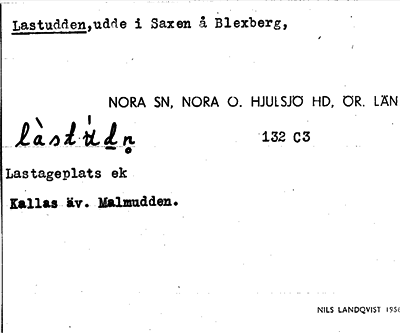 Lastudden,udde i Saxen å Blexberg,
NORA SN, NORA O. HJULSJÖ HD, ÖR. LÄN
làstùdn̥ 132 C3
Lastageplats ek
Kallas äv. Malmudden.
NILS LANDQVIST